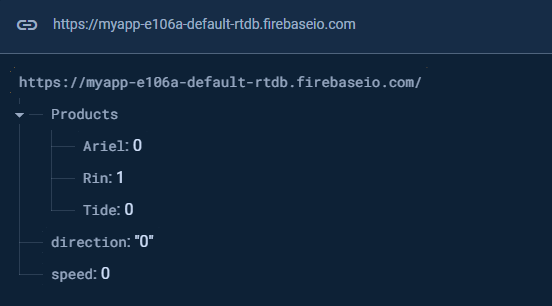 https://myapp-e106a-default-rtdb.firebaseio.com
https://myapp-e106a-default-rtdb.firebaseio.com/
Products
Ariel: 0
Rin: 1
Tide: 0
direction: "0"
speed: 0